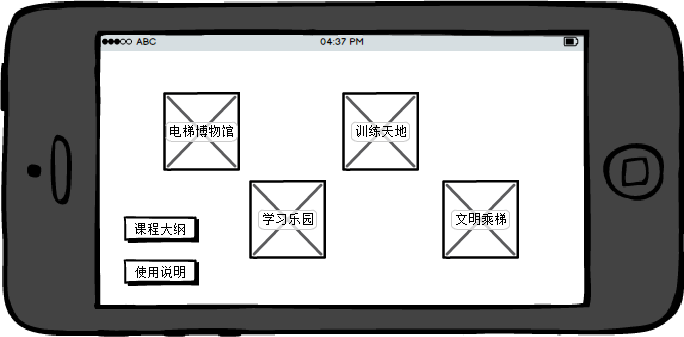 ABC 04:37 PM
电梯博物馆
训练天地
学习乐园
文明乘梯
课程大纲
使用说明